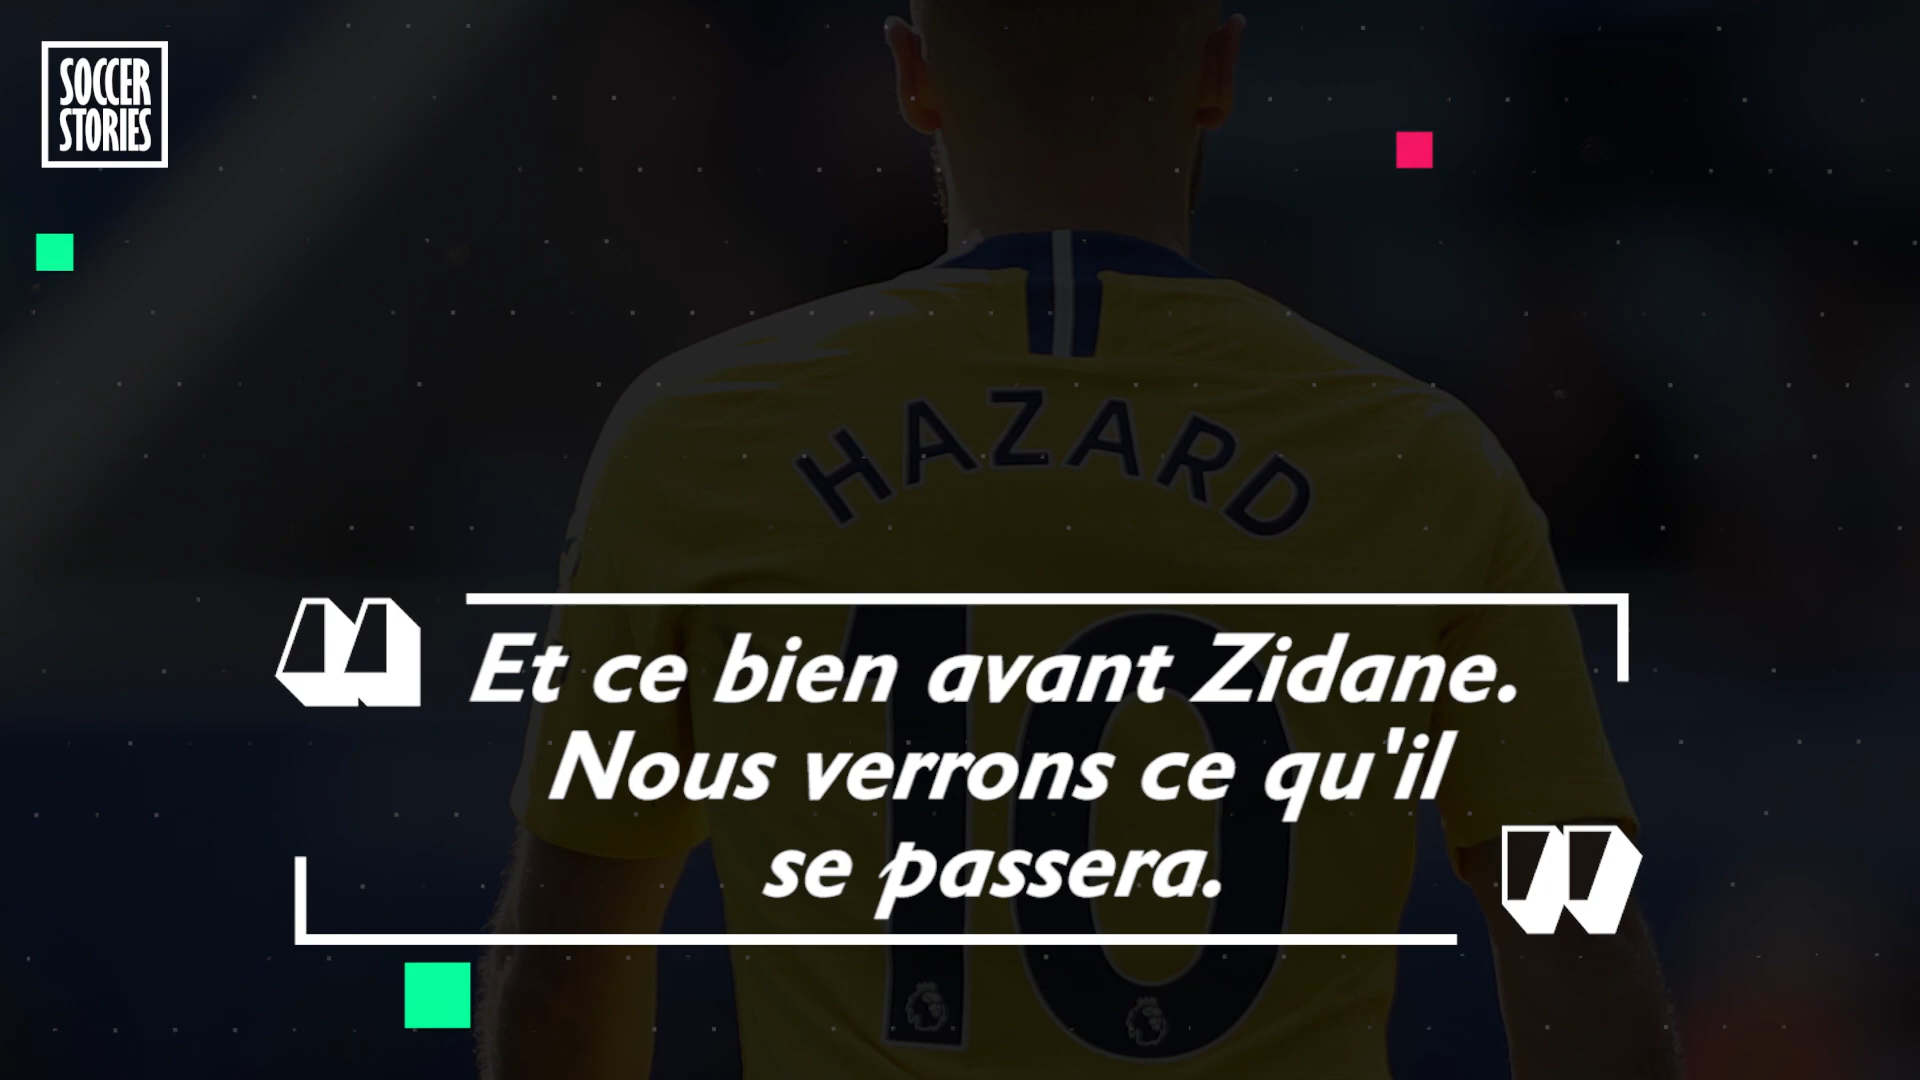 SOCCER
STORIES
HAZARD
10
Et ce bien avant Zidane.
Nous verrons ce qu'il
se passera.